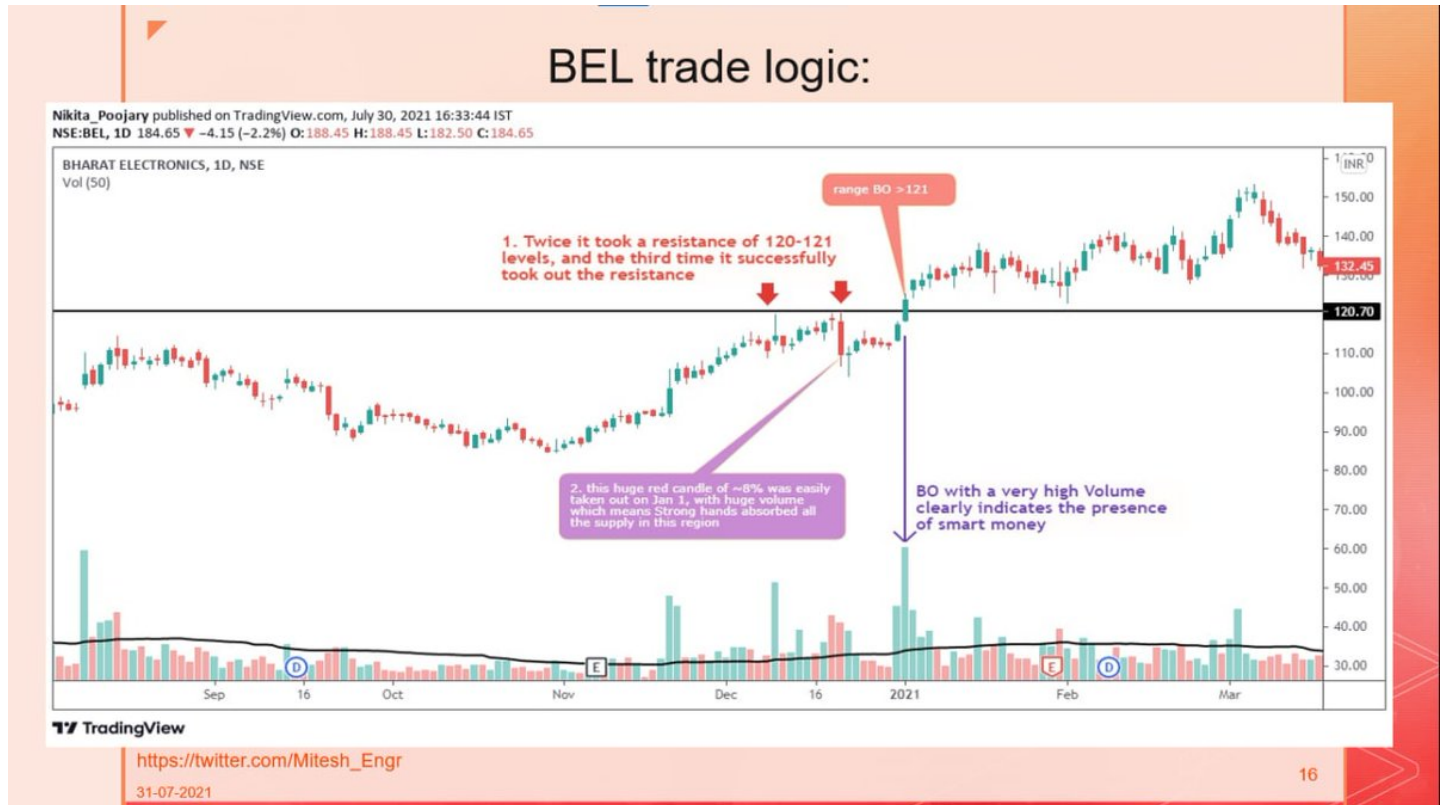 BEL trade logic:
Nikita_Poojary published on TradingView.com, July 30, 2021 16:33:44 IST
NSE:BEL, 1D 184.65 ▼ −4.15 (−2.2%) O:188.45 H:188.45 L:182.50 C:184.65
BHARAT ELECTRONICS, 1D, NSE
Vol (50)
INR
range BO >121
150.00
1. Twice it took a resistance of 120-121
levels, and the third time it successfully
took out the resistance
140.00
132.45
120.70
110.00
100.00
90.00
80.00
2. this huge red candle of ~8% was easily
taken out on Jan 1, with huge volume
which means Strong hands absorbed all
the supply in this region
BO with a very high Volume
clearly indicates the presence
of smart money
70.00
60.00
50.00
40.00
30.00
D
E
E
D
Sep 16 Oct Nov Dec 16 2021 Feb Mar
TradingView
https://twitter.com/Mitesh_Engr
16
31-07-2021